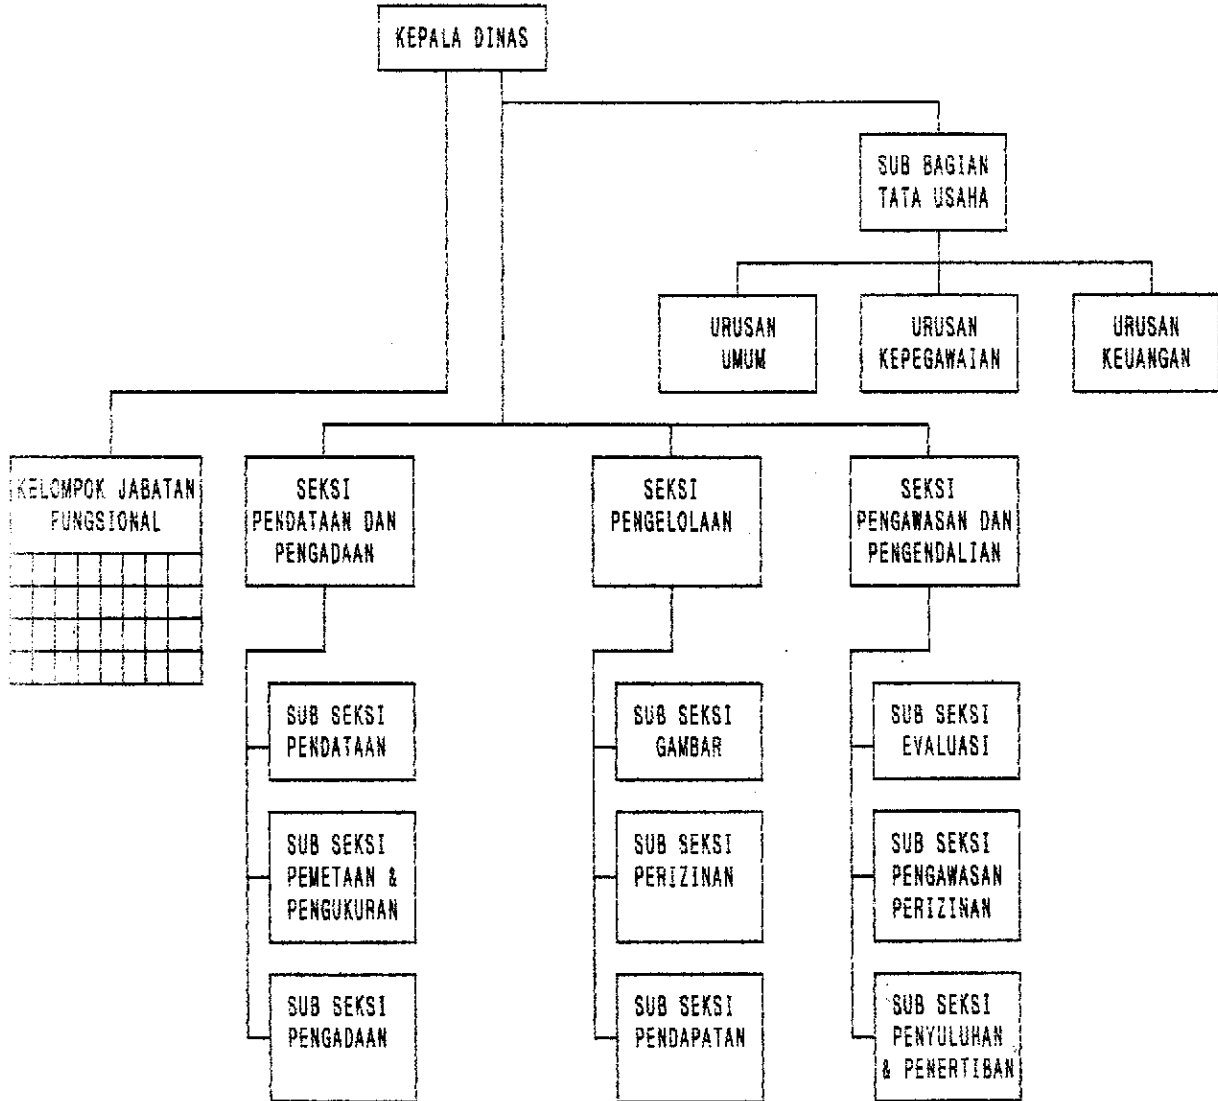 KEPALA DINAS
SUB BAGIAN
TATA USAHA
URUSAN
UMUM
URUSAN
KEPEGAWAIAN
URUSAN
KEUANGAN
KELOMPOK JABATAN
FUNGSIONAL
SEKSI
PENDATAAN DAN
PENGADAAN
SEKSI
PENGELOLAAN
SEKSI
PENGAWASAN DAN
PENGENDALIAN
SUB SEKSI
PENDATAAN
SUB SEKSI
GAMBAR
SUB SEKSI
EVALUASI
SUB SEKSI
PEMETAAN &
PENGUKURAN
SUB SEKSI
PERIZINAN
SUB SEKSI
PENGAWASAN
PERIZINAN
SUB SEKSI
PENGADAAN
SUB SEKSI
PENDAPATAN
SUB SEKSI
PENYULUHAN
& PENERTIBAN